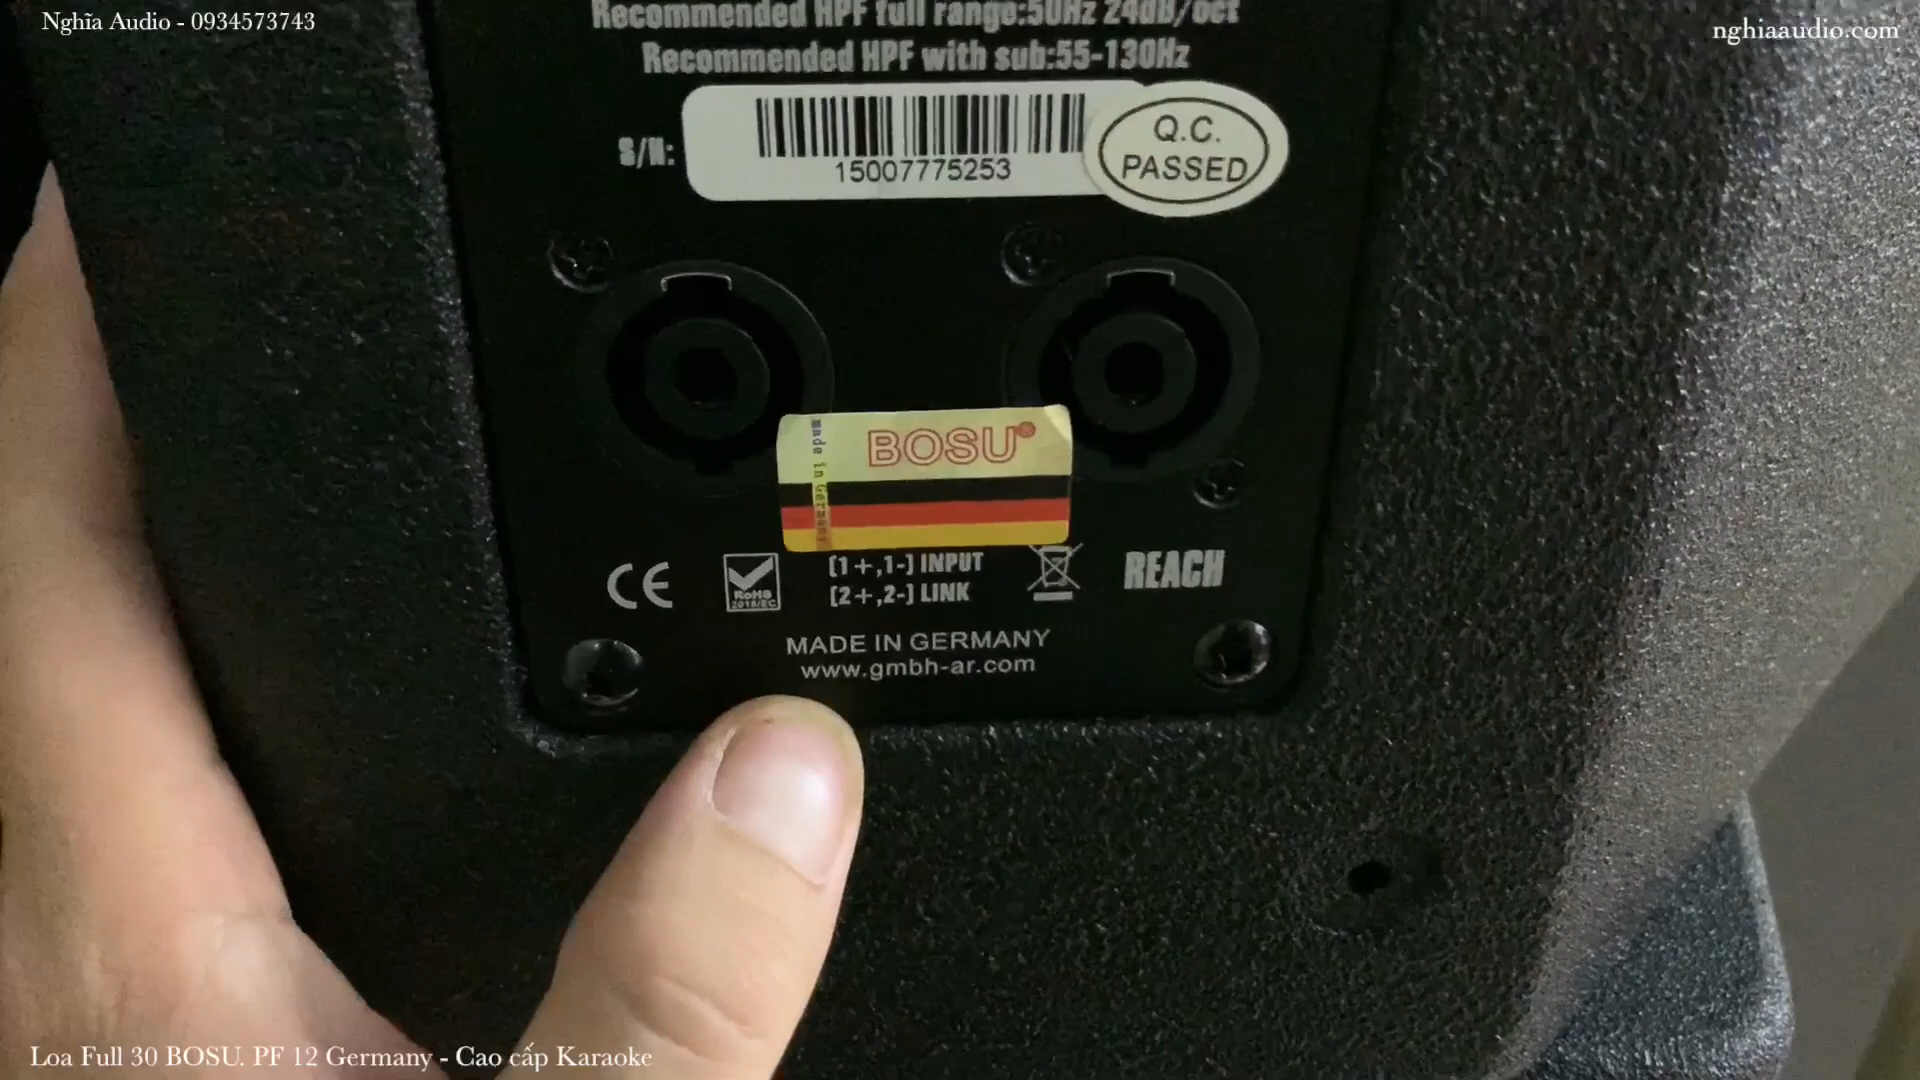 Nghĩa Audio - 0934573743
nghiaaudio.com
Recommended HPF full range:50Hz 24dB/oct
Recommended HPF with sub:55-130Hz
S/N:
15007775253
Q.C.
PASSED
BOSU®
made in Germany
CE
RoHS
2015/EC
[1+,1-] INPUT
[2+,2-] LINK
REACH
MADE IN GERMANY
www.gmbh-ar.com
Loa Full 30 BOSU. PF 12 Germany - Cao cấp Karaoke